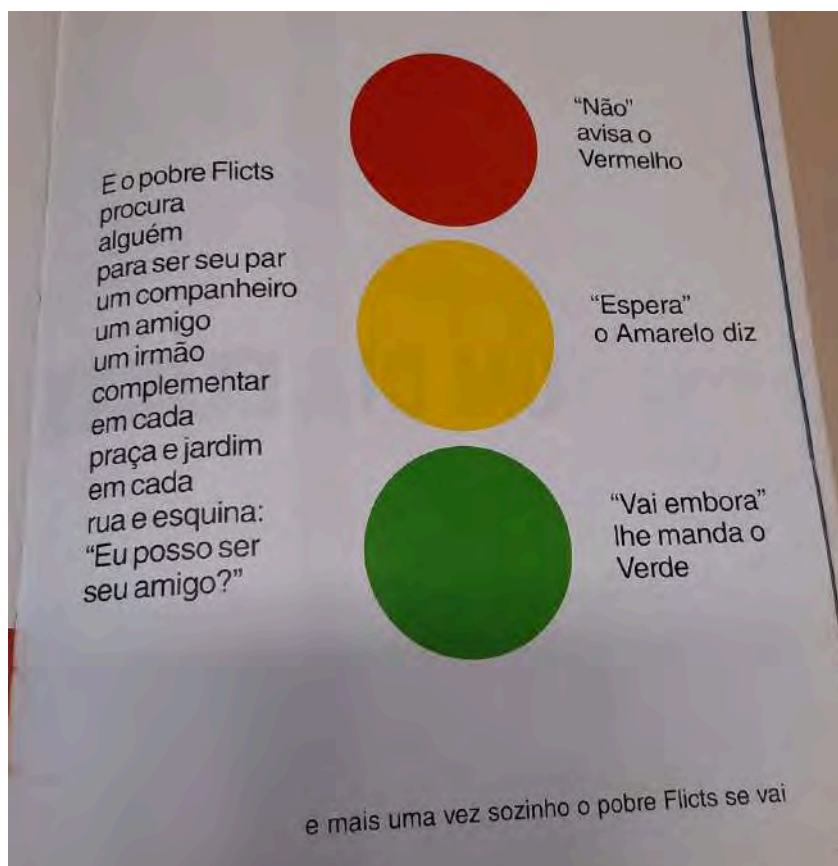 E o pobre Flicts
procura
alguém
para ser seu par
um companheiro
um amigo
um irmão
complementar
em cada
praça e jardim
em cada
rua e esquina:
“Eu posso ser
seu amigo?”
“Não”
avisa o
Vermelho
“Espera”
o Amarelo diz
“Vai embora”
lhe manda o
Verde
e mais uma vez sozinho o pobre Flicts se vai